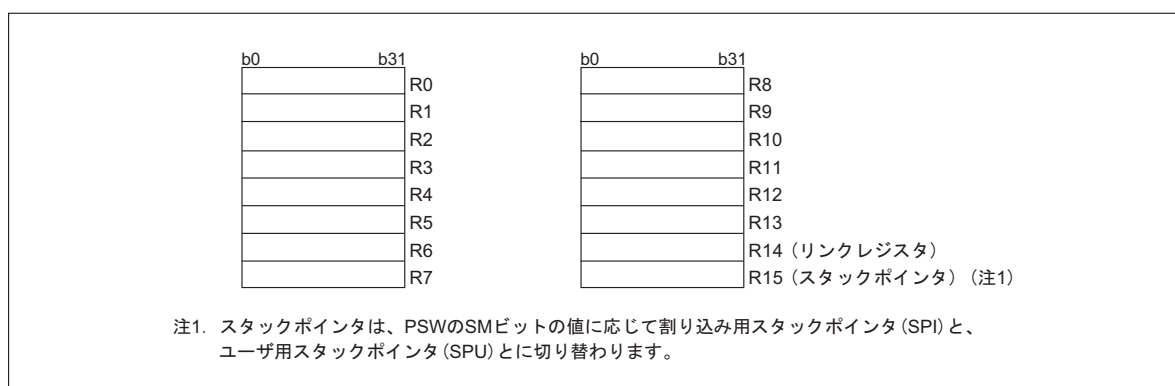 b0 b31
R0
R1
R2
R3
R4
R5
R6
R7
b0 b31
R8
R9
R10
R11
R12
R13
R14（リンクレジスタ）
R15（スタックポインタ）（注1）
注1. スタックポインタは、PSWのSMビットの値に応じて割り込み用スタックポインタ(SPI)と、
ユーザ用スタックポインタ(SPU)とに切り替わります。